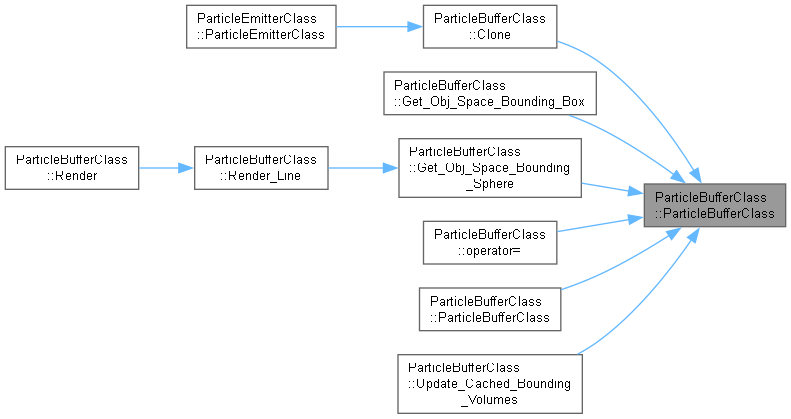 ParticleEmitterClass
::ParticleEmitterClass
ParticleBufferClass
::Clone
ParticleBufferClass
::Get_Obj_Space_Bounding_Box
ParticleBufferClass
::Render
ParticleBufferClass
::Render_Line
ParticleBufferClass
::Get_Obj_Space_Bounding
_Sphere
ParticleBufferClass
::ParticleBufferClass
ParticleBufferClass
::operator=
ParticleBufferClass
::ParticleBufferClass
ParticleBufferClass
::Update_Cached_Bounding
_Volumes